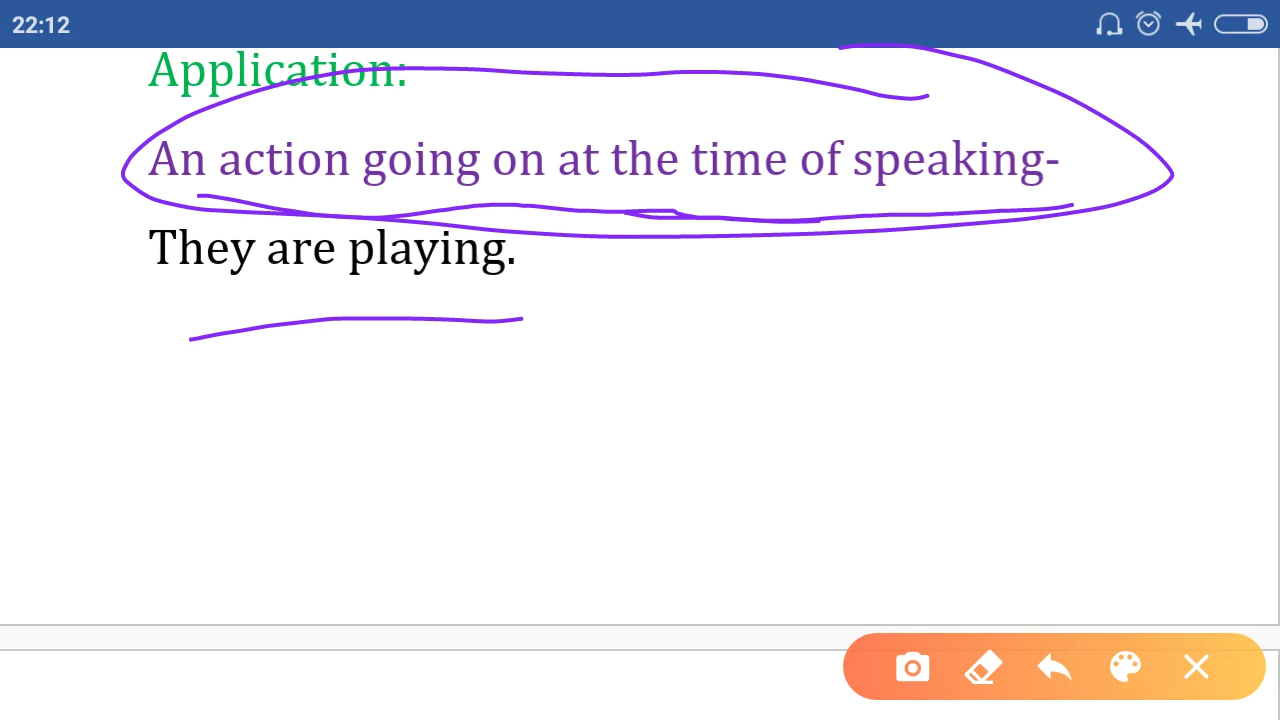 22:12
Application:
An action going on at the time of speaking-
They are playing.